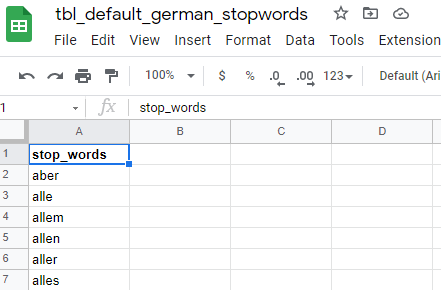 tbl_default_german_stopwords
File Edit View Insert Format Data Tools Extension
100% $ % .0 .00 123 Default (Ari
1 fx stop_words
A B C D
1 stop_words
2 aber
3 alle
4 allem
5 allen
6 aller
7 alles